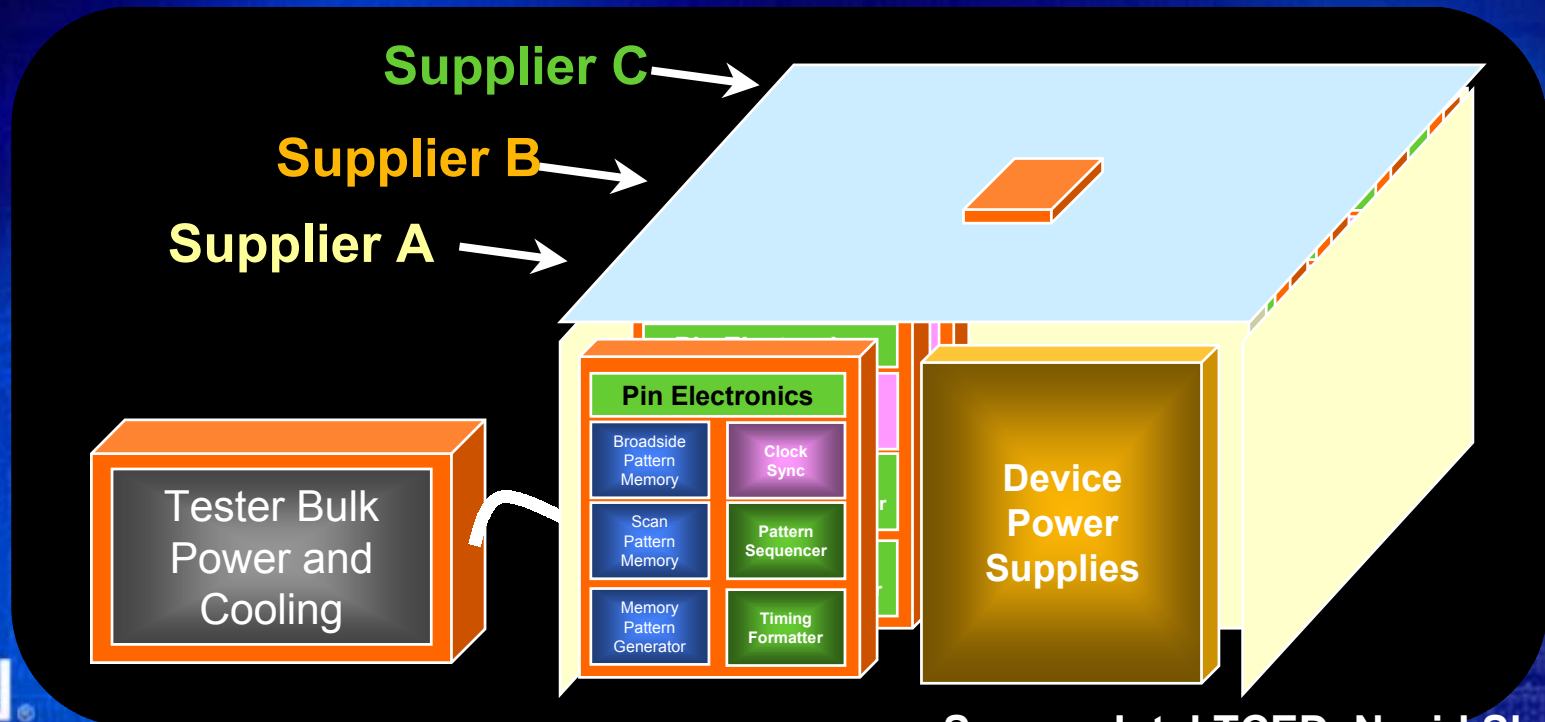 Supplier C
Supplier B
Supplier A
Pin Electronics
Broadside
Pattern
Memory
Clock
Sync
Scan
Pattern
Memory
Pattern
Sequencer
Memory
Pattern
Generator
Timing
Formatter
Device
Power
Supplies
Tester Bulk
Power and
Cooling